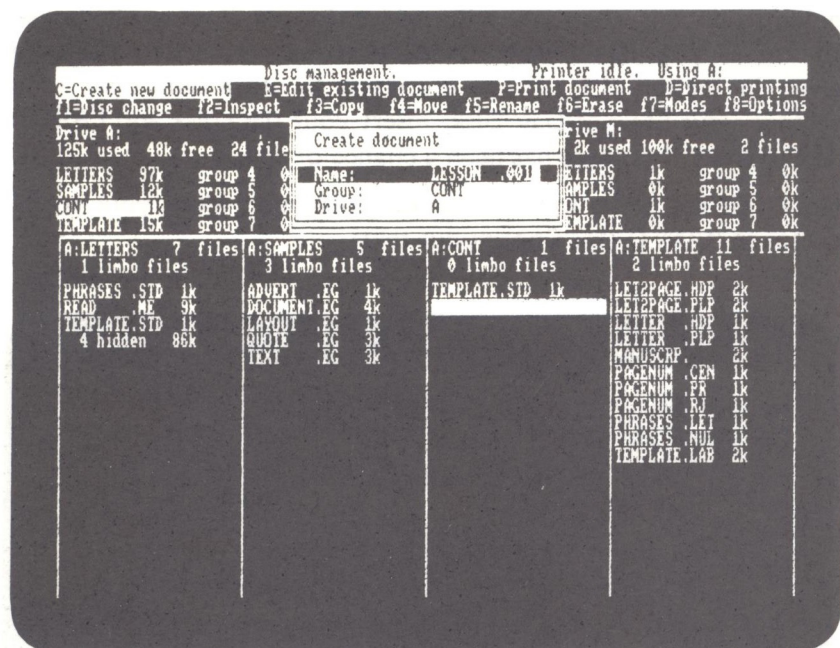 Disc management. Printer idle. Using A:
C=Create new document E=Edit existing document P=Print document D=Direct printing
f1=Disc change f2=Inspect f3=Copy f4=Move f5=Rename f6=Erase f7=Modes f8=Options
Drive A:
125k used 48k free 24 file
LETTERS 97k group 4 0k
SAMPLES 12k group 5 0k
CONT 1k group 6 0k
TEMPLATE 15k group 7 0k
Create document
Name: LESSON .001
Group: CONT
Drive: A
rive M:
2k used 100k free 2 files
ETTERS 1k group 4 0k
AMPLES 0k group 5 0k
ONT 1k group 6 0k
EMPLATE 0k group 7 0k
A:LETTERS 7 files
1 limbo files
PHRASES .STD 1k
READ .ME 9k
TEMPLATE.STD 1k
4 hidden 86k
A:SAMPLES 5 files
3 limbo files
ADVERT .EG 1k
DOCUMENT.EG 4k
LAYOUT .EG 1k
QUOTE .EG 3k
TEXT .EG 3k
A:CONT 1 files
0 limbo files
TEMPLATE.STD 1k
A:TEMPLATE 11 files
2 limbo files
LET2PAGE.HDP 2k
LET2PAGE.PLP 2k
LETTER .HDP 1k
LETTER .PLP 1k
MANUSCRP. 2k
PAGENUM .CEN 1k
PAGENUM .PR 1k
PAGENUM .RJ 1k
PHRASES .LET 1k
PHRASES .NUL 1k
TEMPLATE.LAB 2k